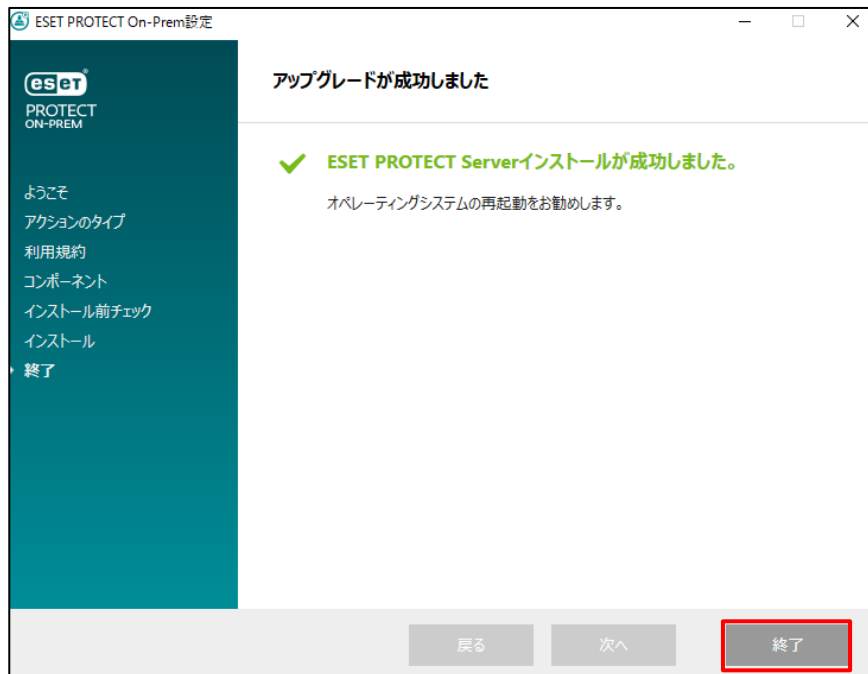 ESET PROTECT On-Prem設定
eset
PROTECT
ON-PREM
ようこそ
アクションのタイプ
利用規約
コンポーネント
インストール前チェック
インストール
終了
アップグレードが成功しました
ESET PROTECT Serverインストールが成功しました。
オペレーティングシステムの再起動をお勧めします。
戻る
次へ
終了